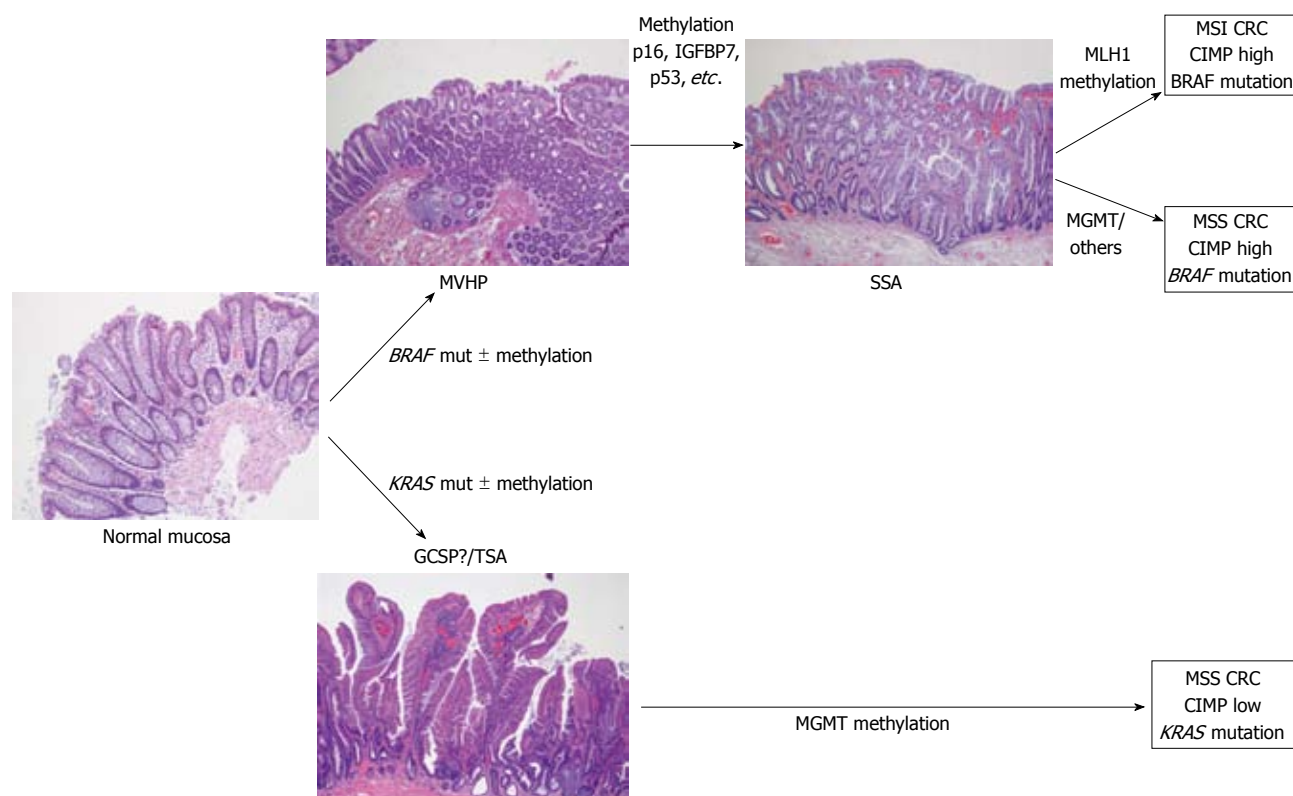 Methylation
p16, IGFBP7,
p53, etc.
MLH1
methylation
MSI CRC
CIMP high
BRAF mutation
MGMT/
others
MSS CRC
CIMP high
BRAF mutation
MVHP
SSA
BRAF mut ± methylation
KRAS mut ± methylation
Normal mucosa
GCSP?/TSA
MGMT methylation
MSS CRC
CIMP low
KRAS mutation